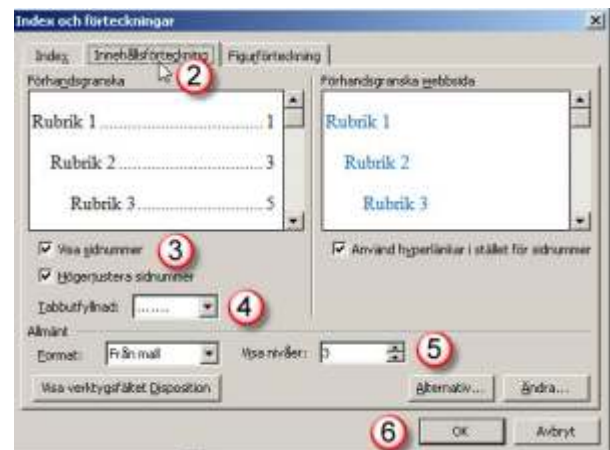 Index och förteckningar
Index Innehållsförteckning Figurförteckning
2
Förhandsgranska
Rubrik 1 1
Rubrik 2 3
Rubrik 3 5
Förhandsgranska webbsida
Rubrik 1
Rubrik 2
Rubrik 3
Visa sidnummer
3
Högerjustera sidnummer
Använd hyperlänkar i stället för sidnummer
Tabbutfyllnad: .......
4
Allmänt
Format: Från mall Visa nivåer: 3
5
Visa verktygsfältet Disposition Alternativ... Ändra...
6
OK Avbryt